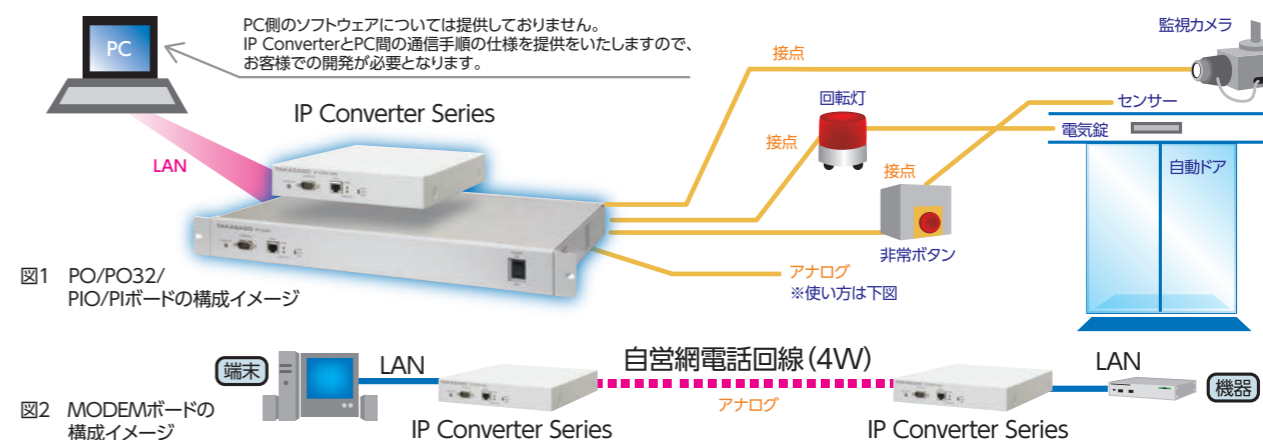 PC側のソフトウェアについては提供しておりません。
IP ConverterとPC間の通信手順の仕様を提供をいたしますので、
お客様での開発が必要となります。
PC
監視カメラ
接点
IP Converter Series
回転灯
センサー
電気錠
LAN
接点
接点
自動ドア
TAKASAGO
TAKASAGO
非常ボタン
アナログ
※使い方は下図
図1 PO/PO32/
PIO/PIボードの構成イメージ
端末
LAN
自営網電話回線(4W)
LAN
機器
アナログ
図2 MODEMボードの
構成イメージ
IP Converter Series
IP Converter Series